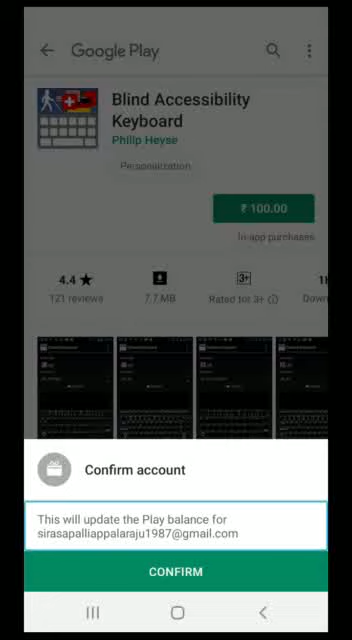 Google Play
Blind Accessibility
Keyboard
Philip Heyse
Personalization
₹ 100.00
In-app purchases
4.4 ★
121 reviews
7.7 MB
3+
Rated for 3+
Down
Confirm account
This will update the Play balance for
sirasapalliappalaraju1987@gmail.com
CONFIRM